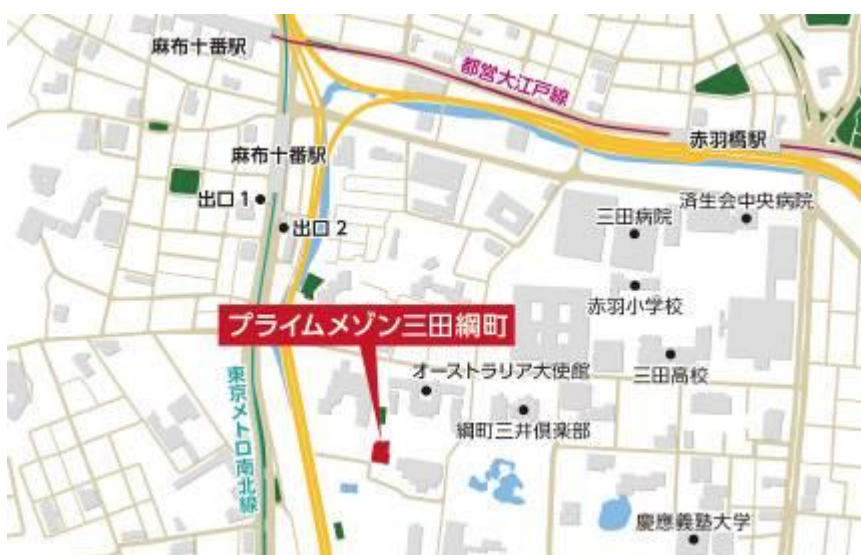 麻布十番駅
都営大江戸線
赤羽橋駅
麻布十番駅
出口 1
出口 2
済生会中央病院
三田病院
赤羽小学校
プライムメゾン三田綱町
オーストラリア大使館
三田高校
綱町三井倶楽部
東京メトロ南北線
慶應義塾大学